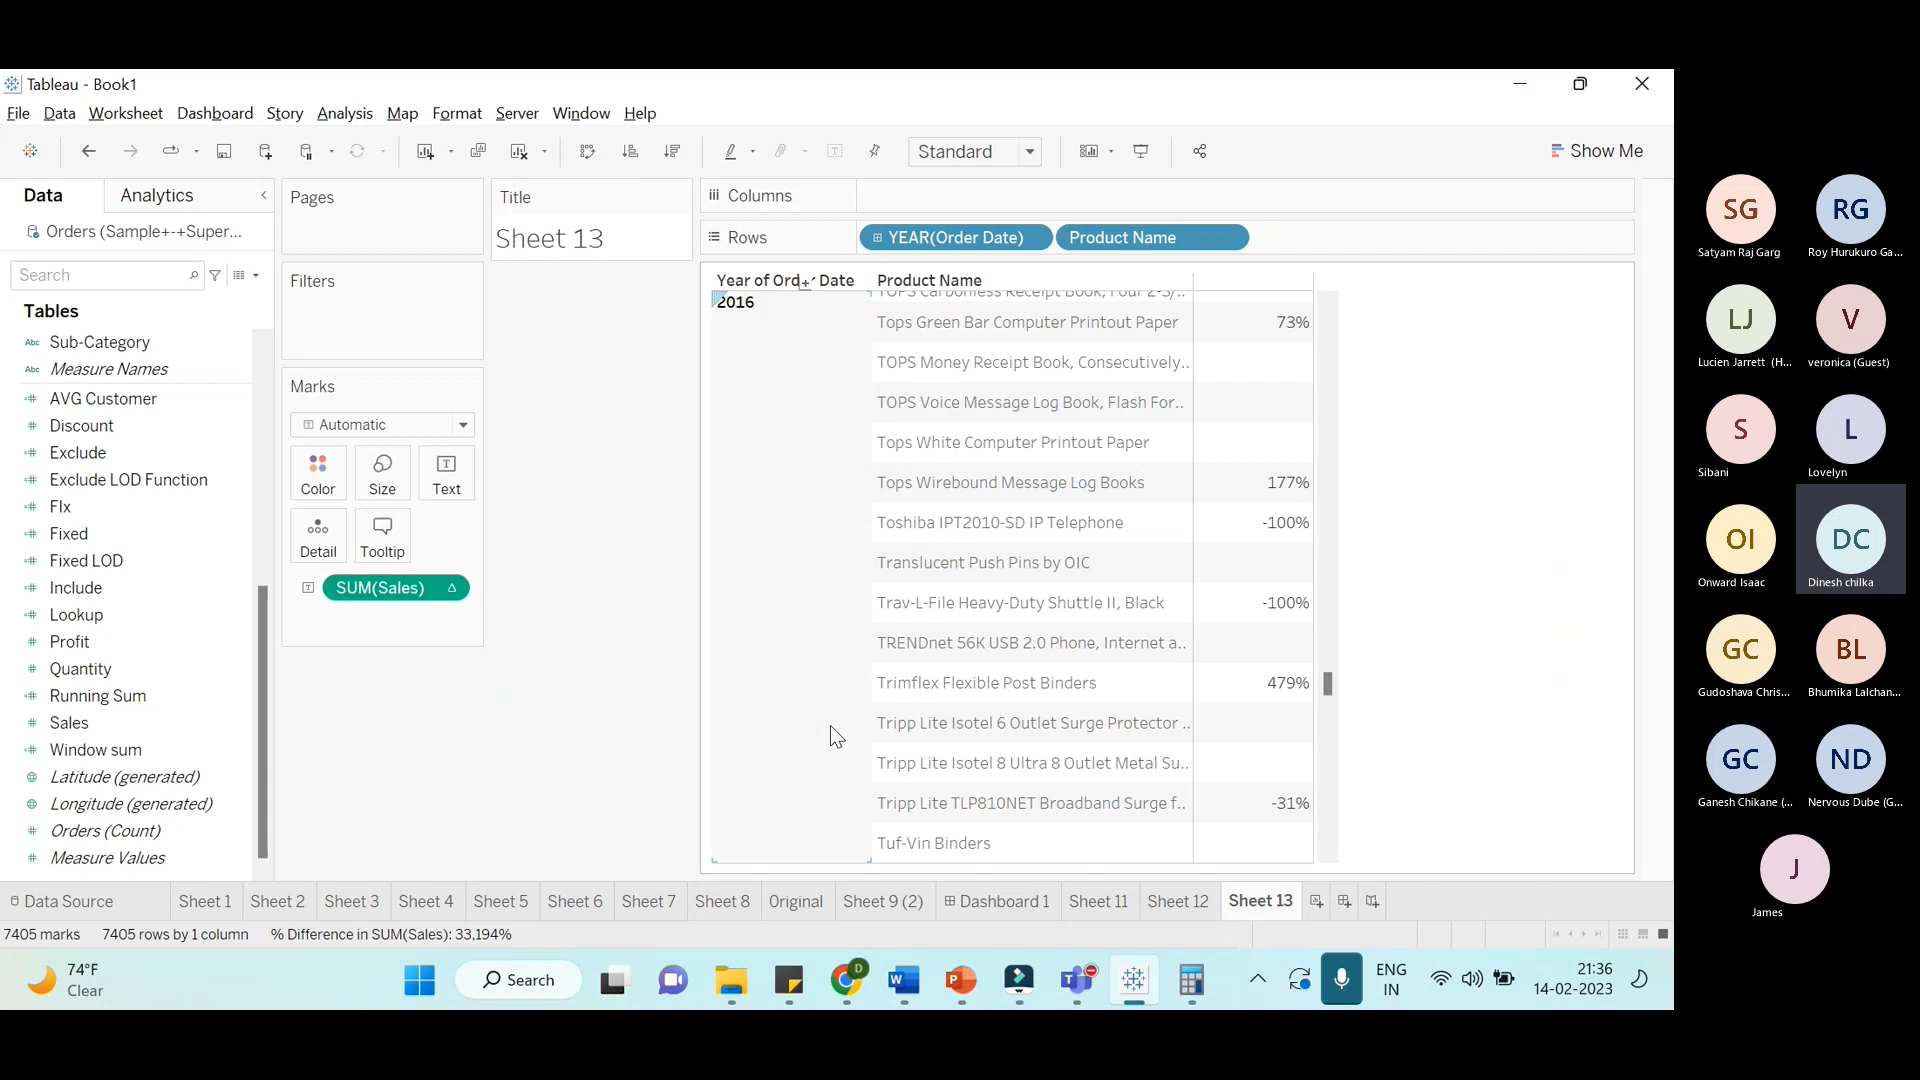 Tableau - Book1
File Data Worksheet Dashboard Story Analysis Map Format Server Window Help
Standard
Show Me
Data Analytics
Orders (Sample+-+Super...
Search
Tables
Abc Sub-Category
Abc Measure Names
AVG Customer
Discount
Exclude
Exclude LOD Function
FIx
Fixed
Fixed LOD
Include
Lookup
Profit
Quantity
Running Sum
Sales
Window sum
Latitude (generated)
Longitude (generated)
Orders (Count)
Measure Values
Pages
Filters
Marks
Automatic
Color Size Text
Detail Tooltip
SUM(Sales)
Title
Sheet 13
Columns
Rows YEAR(Order Date) Product Name
Year of Order Date Product Name
2016
TOPS Carbonless Receipt Book, Four 2-3/..
Tops Green Bar Computer Printout Paper 73%
TOPS Money Receipt Book, Consecutively..
TOPS Voice Message Log Book, Flash For..
Tops White Computer Printout Paper
Tops Wirebound Message Log Books 177%
Toshiba IPT2010-SD IP Telephone -100%
Translucent Push Pins by OIC
Trav-L-File Heavy-Duty Shuttle II, Black -100%
TRENDnet 56K USB 2.0 Phone, Internet a..
Trimflex Flexible Post Binders 479%
Tripp Lite Isotel 6 Outlet Surge Protector ..
Tripp Lite Isotel 8 Ultra 8 Outlet Metal Su..
Tripp Lite TLP810NET Broadband Surge f.. -31%
Tuf-Vin Binders
Data Source Sheet 1 Sheet 2 Sheet 3 Sheet 4 Sheet 5 Sheet 6 Sheet 7 Sheet 8 Original Sheet 9 (2) Dashboard 1 Sheet 11 Sheet 12 Sheet 13
7405 marks 7405 rows by 1 column % Difference in SUM(Sales): 33,194%
74°F
Clear
Search
D
ENG
IN
21:36
14-02-2023
SG RG
Satyam Raj Garg Roy Hurukuro Ga...
LJ V
Lucien Jarrett (H... veronica (Guest)
S L
Sibani Lovelyn
OI DC
Onward Isaac Dinesh chilka
GC BL
Gudoshava Chris... Bhumika Lalchan...
GC ND
Ganesh Chikane (... Nervous Dube (G...
J
James